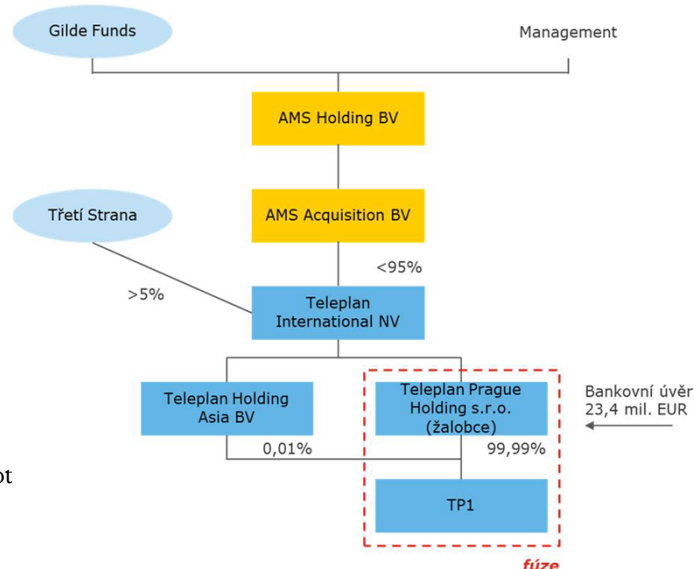 Gilde Funds
Management
AMS Holding BV
Třetí Strana
AMS Acquisition BV
<95%
>5%
Teleplan
International NV
Teleplan Holding
Asia BV
Teleplan Prague
Holding s.r.o.
(žalobce)
Bankovní úvěr
23,4 mil. EUR
0,01%
99,99%
ot
TP1
fúze